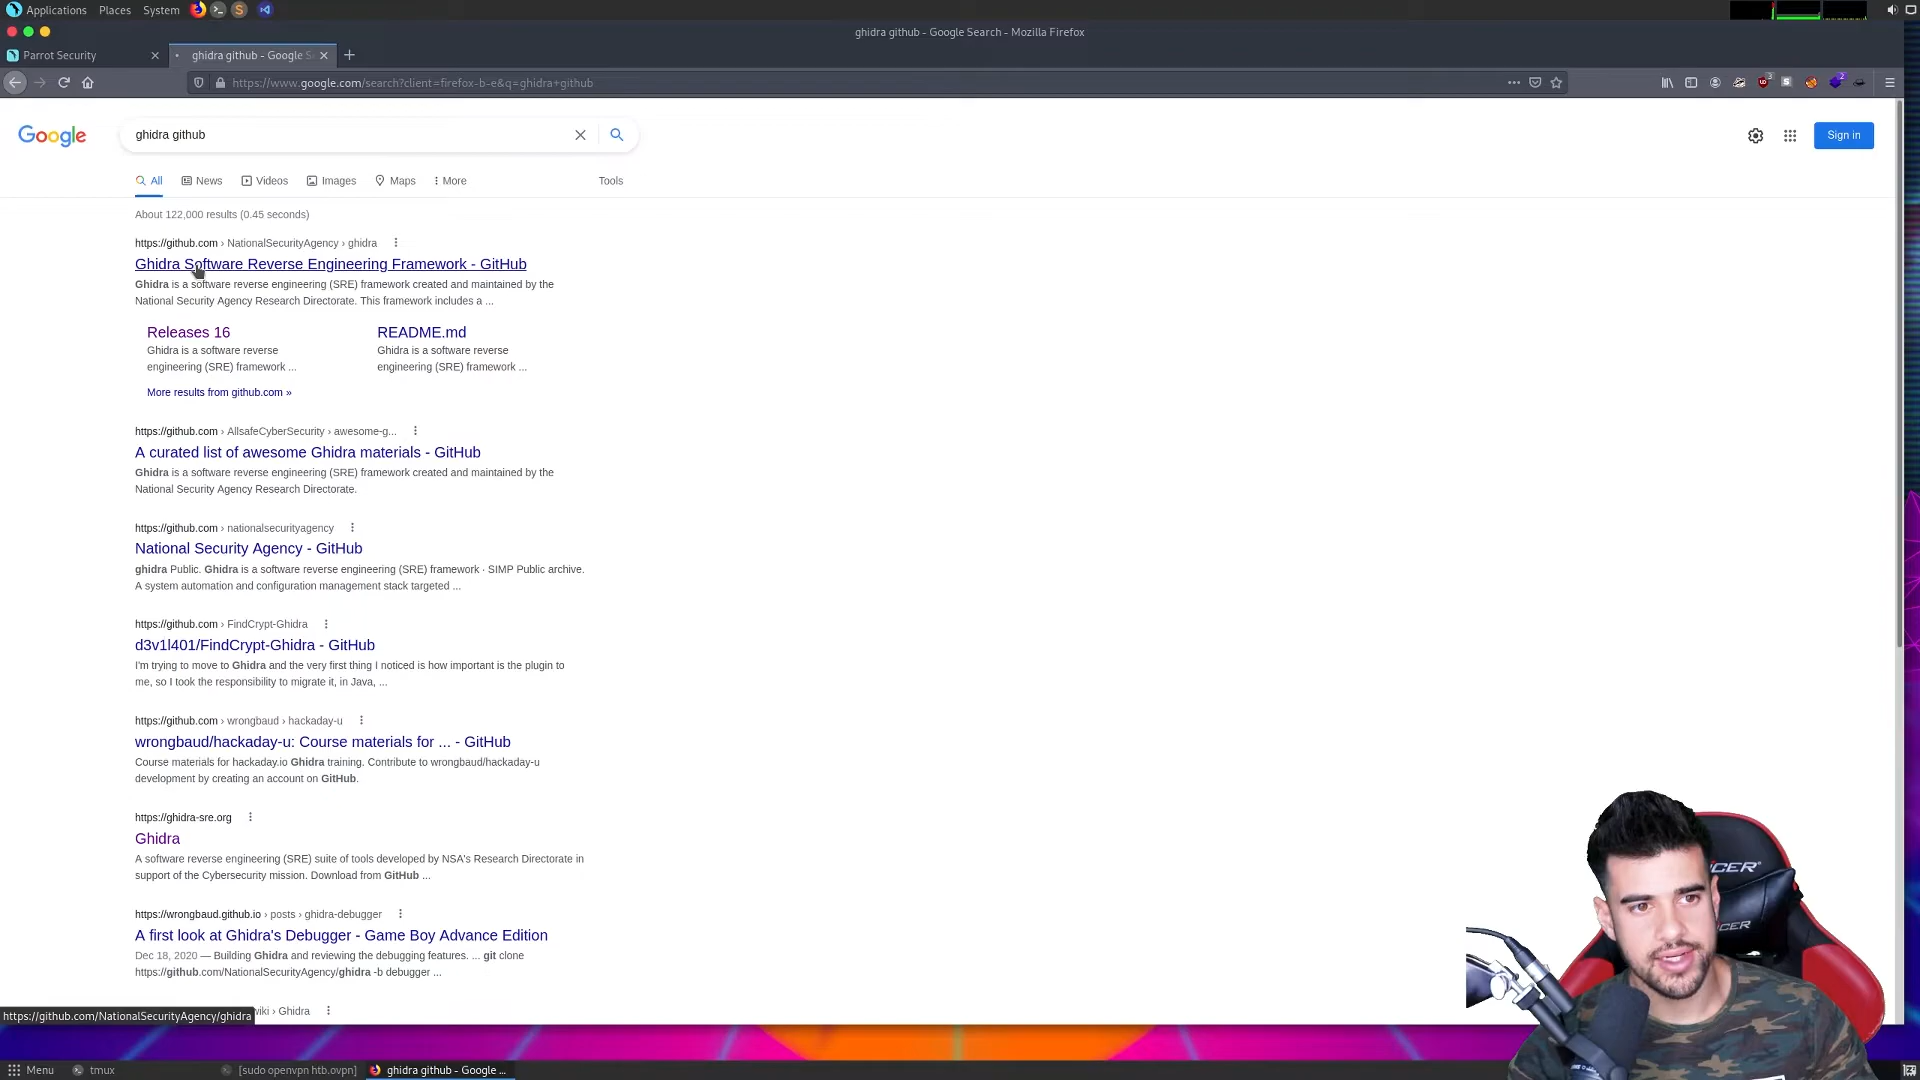 Applications Places System
ghidra github - Google Search - Mozilla Firefox
Parrot Security
ghidra github - Google S
https://www.google.com/search?client=firefox-b-e&q=ghidra+github
Google
ghidra github
Sign in
All News Videos Images Maps More Tools
About 122,000 results (0.45 seconds)
https://github.com › NationalSecurityAgency › ghidra
Ghidra Software Reverse Engineering Framework - GitHub
Ghidra is a software reverse engineering (SRE) framework created and maintained by the
National Security Agency Research Directorate. This framework includes a ...
Releases 16
Ghidra is a software reverse
engineering (SRE) framework ...
README.md
Ghidra is a software reverse
engineering (SRE) framework ...
More results from github.com »
https://github.com › AllsafeCyberSecurity › awesome-g...
A curated list of awesome Ghidra materials - GitHub
Ghidra is a software reverse engineering (SRE) framework created and maintained by the
National Security Agency Research Directorate.
https://github.com › nationalsecurityagency
National Security Agency - GitHub
ghidra Public. Ghidra is a software reverse engineering (SRE) framework · SIMP Public archive.
A system automation and configuration management stack targeted ...
https://github.com › FindCrypt-Ghidra
d3v1l401/FindCrypt-Ghidra - GitHub
I'm trying to move to Ghidra and the very first thing I noticed is how important is the plugin to
me, so I took the responsibility to migrate it, in Java, ...
https://github.com › wrongbaud › hackaday-u
wrongbaud/hackaday-u: Course materials for ... - GitHub
Course materials for hackaday.io Ghidra training. Contribute to wrongbaud/hackaday-u
development by creating an account on GitHub.
https://ghidra-sre.org
Ghidra
A software reverse engineering (SRE) suite of tools developed by NSA's Research Directorate in
support of the Cybersecurity mission. Download from GitHub ...
https://wrongbaud.github.io › posts › ghidra-debugger
A first look at Ghidra's Debugger - Game Boy Advance Edition
Dec 18, 2020 — Building Ghidra and reviewing the debugging features. ... git clone
https://github.com/NationalSecurityAgency/ghidra -b debugger ...
https://github.com/NationalSecurityAgency/ghidra
wiki › Ghidra
Menu tmux [sudo openvpn htb.ovpn] ghidra github - Google ...